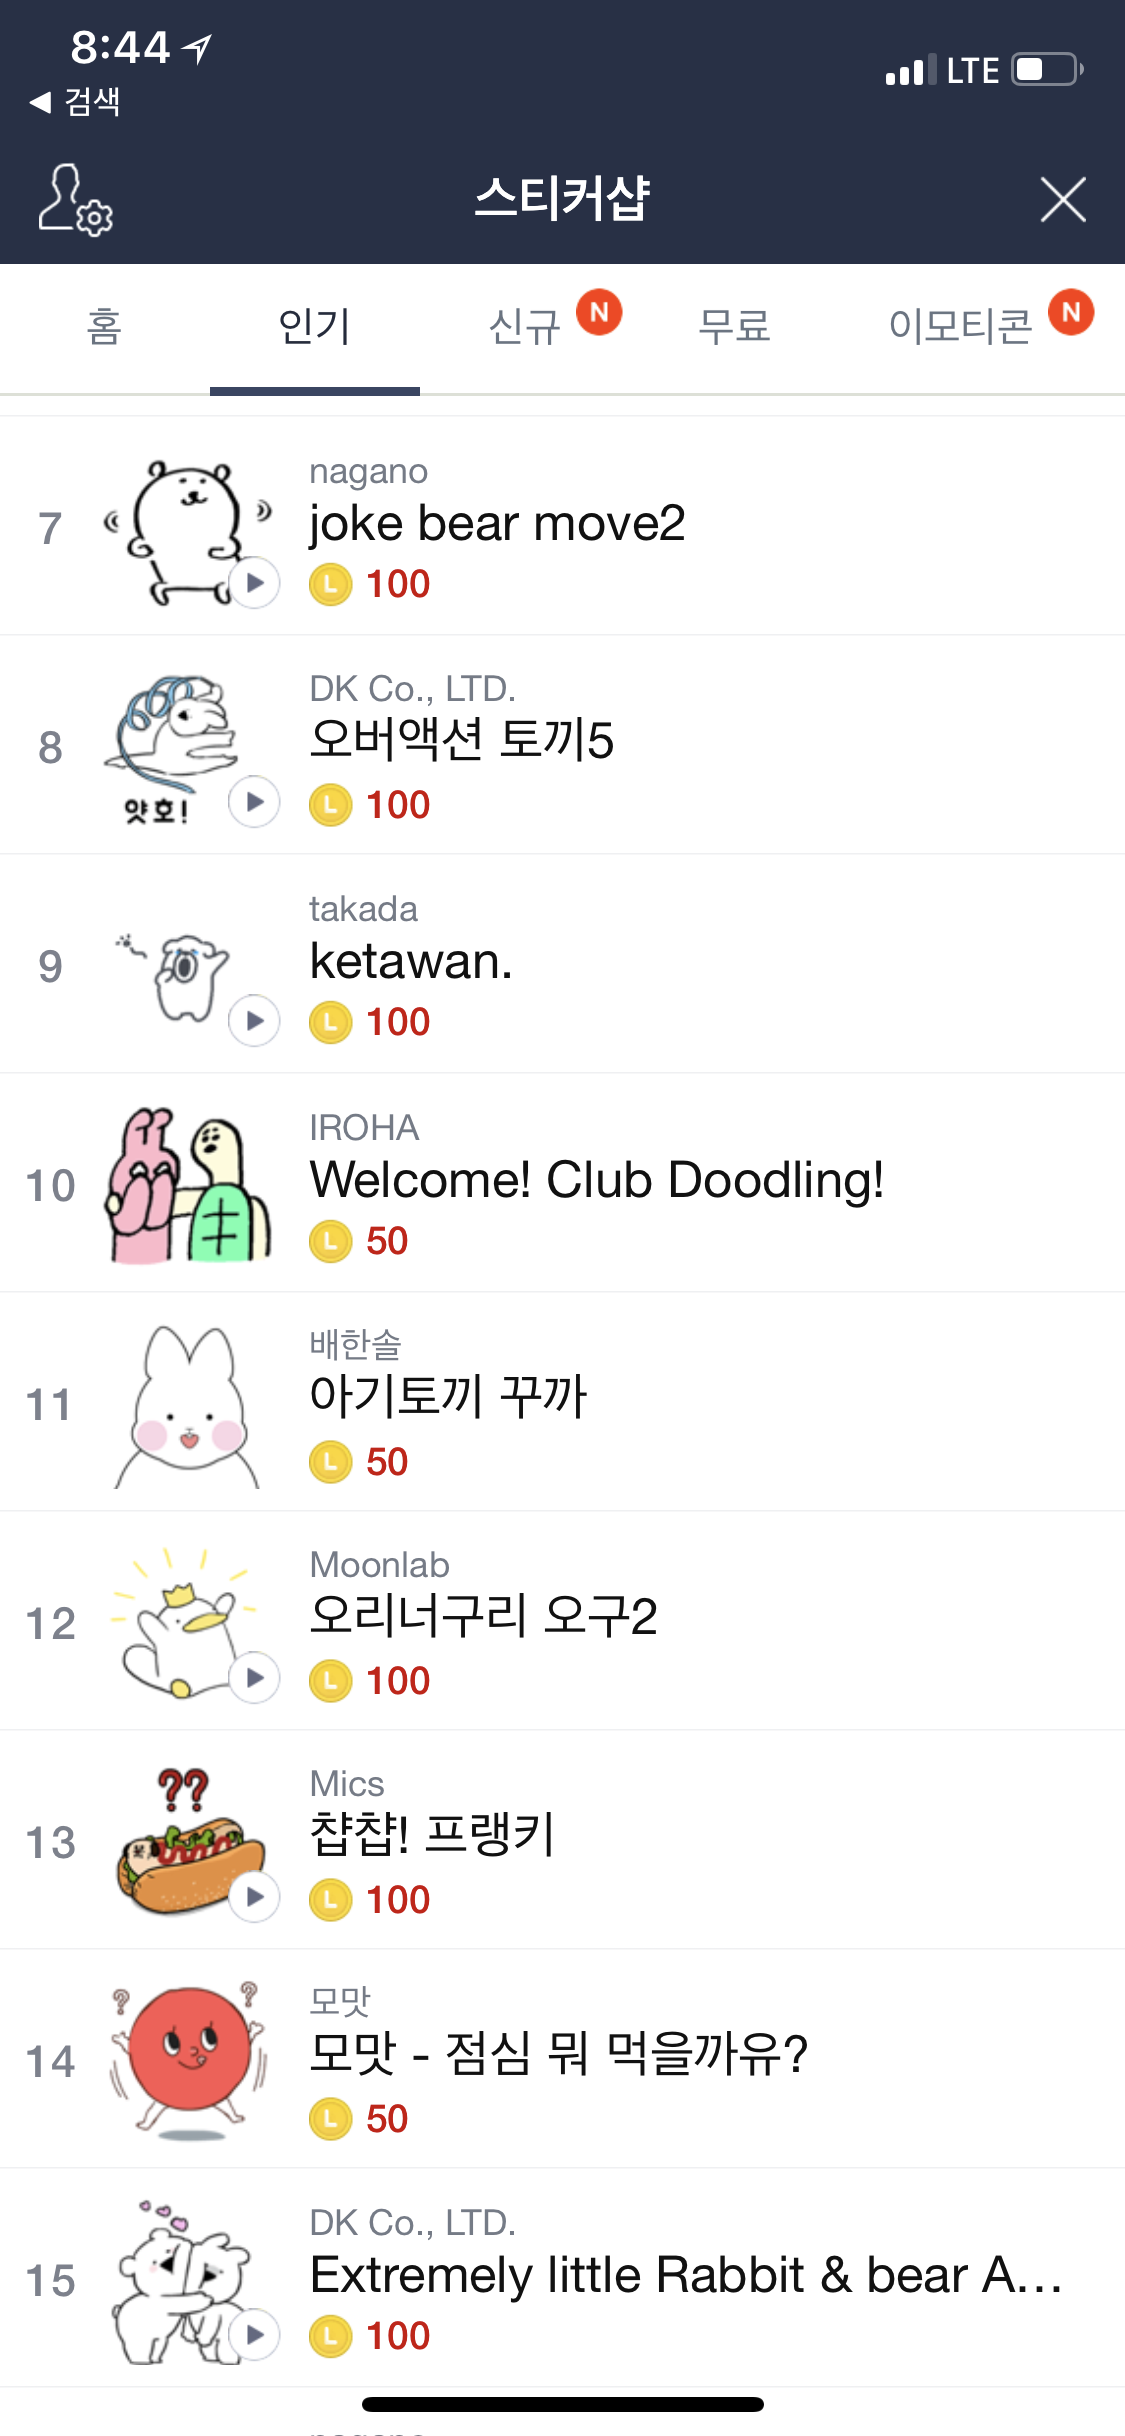 8:44
LTE
◀ 검색
스티커샵
홈
인기
신규 N
무료
이모티콘 N
7
nagano
joke bear move2
L 100
8
얏호!
DK Co., LTD.
오버액션 토끼5
L 100
9
takada
ketawan.
L 100
10
IROHA
Welcome! Club Doodling!
L 50
11
배한솔
아기토끼 꾸까
L 50
12
Moonlab
오리너구리 오구2
L 100
13
??
Mics
챱챱! 프랭키
L 100
14
? ?
모맛
모맛 - 점심 뭐 먹을까유?
L 50
15
DK Co., LTD.
Extremely little Rabbit & bear A...
L 100